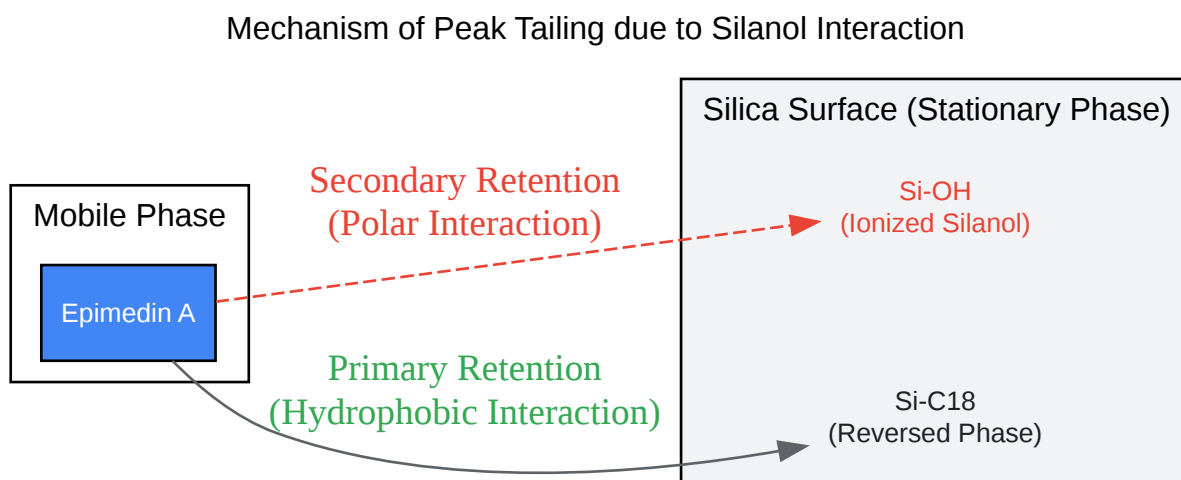 Mechanism of Peak Tailing due to Silanol Interaction
Silica Surface (Stationary Phase)
Secondary Retention
(Polar Interaction)
Si-OH
(Ionized Silanol)
Mobile Phase
Epimedin A
Primary Retention
(Hydrophobic Interaction)
Si-C18
(Reversed Phase)